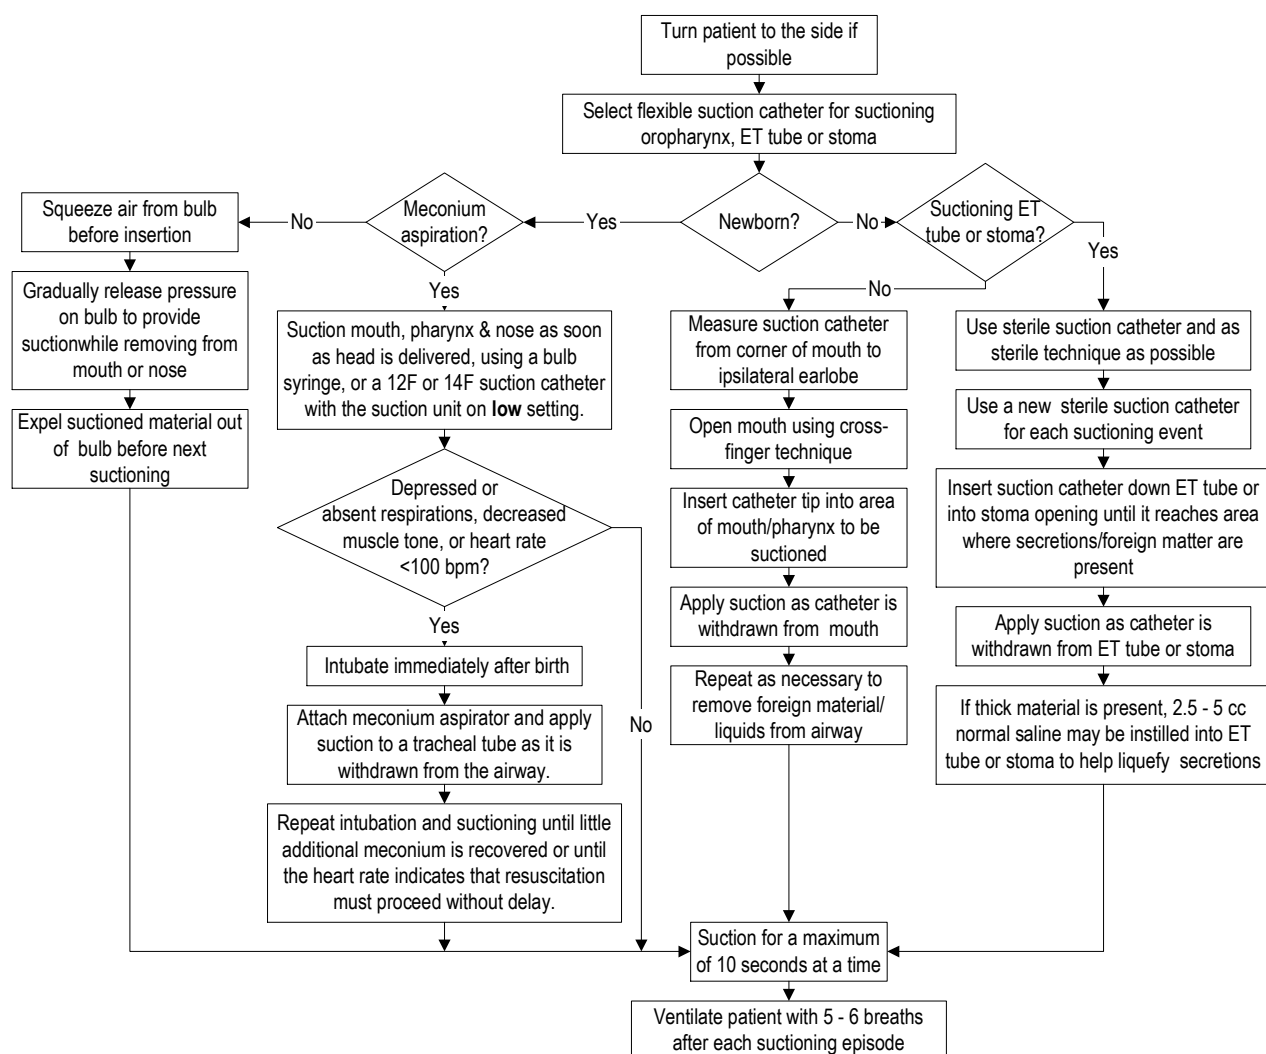 Turn patient to the side if
possible
Select flexible suction catheter for suctioning
oropharynx, ET tube or stoma
Newborn?
Yes
No
Meconium
aspiration?
No
Yes
Squeeze air from bulb
before insertion
Gradually release pressure
on bulb to provide
suctionwhile removing from
mouth or nose
Expel suctioned material out
of bulb before next
suctioning
Suction mouth, pharynx & nose as soon
as head is delivered, using a bulb
syringe, or a 12F or 14F suction catheter
with the suction unit on low setting.
Depressed or
absent respirations, decreased
muscle tone, or heart rate
<100 bpm?
Yes
No
Intubate immediately after birth
Attach meconium aspirator and apply
suction to a tracheal tube as it is
withdrawn from the airway.
Repeat intubation and suctioning until little
additional meconium is recovered or until
the heart rate indicates that resuscitation
must proceed without delay.
Suctioning ET
tube or stoma?
No
Yes
Measure suction catheter
from corner of mouth to
ipsilateral earlobe
Open mouth using cross-
finger technique
Insert catheter tip into area
of mouth/pharynx to be
suctioned
Apply suction as catheter is
withdrawn from mouth
Repeat as necessary to
remove foreign material/
liquids from airway
Use sterile suction catheter and as
sterile technique as possible
Use a new sterile suction catheter
for each suctioning event
Insert suction catheter down ET tube or
into stoma opening until it reaches area
where secretions/foreign matter are
present
Apply suction as catheter is
withdrawn from ET tube or stoma
If thick material is present, 2.5 - 5 cc
normal saline may be instilled into ET
tube or stoma to help liquefy secretions
Suction for a maximum
of 10 seconds at a time
Ventilate patient with 5 - 6 breaths
after each suctioning episode